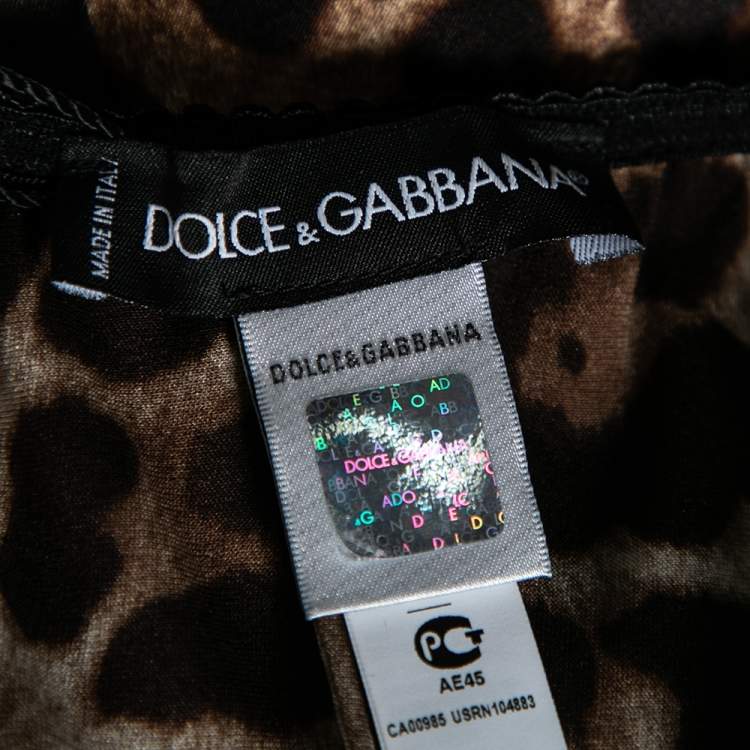 MADE IN ITALY
DOLCE & GABBANA®
DOLCE&GABBANA
DOLCE&GABBANA
PCT
AE45
CA00985 USRN104883